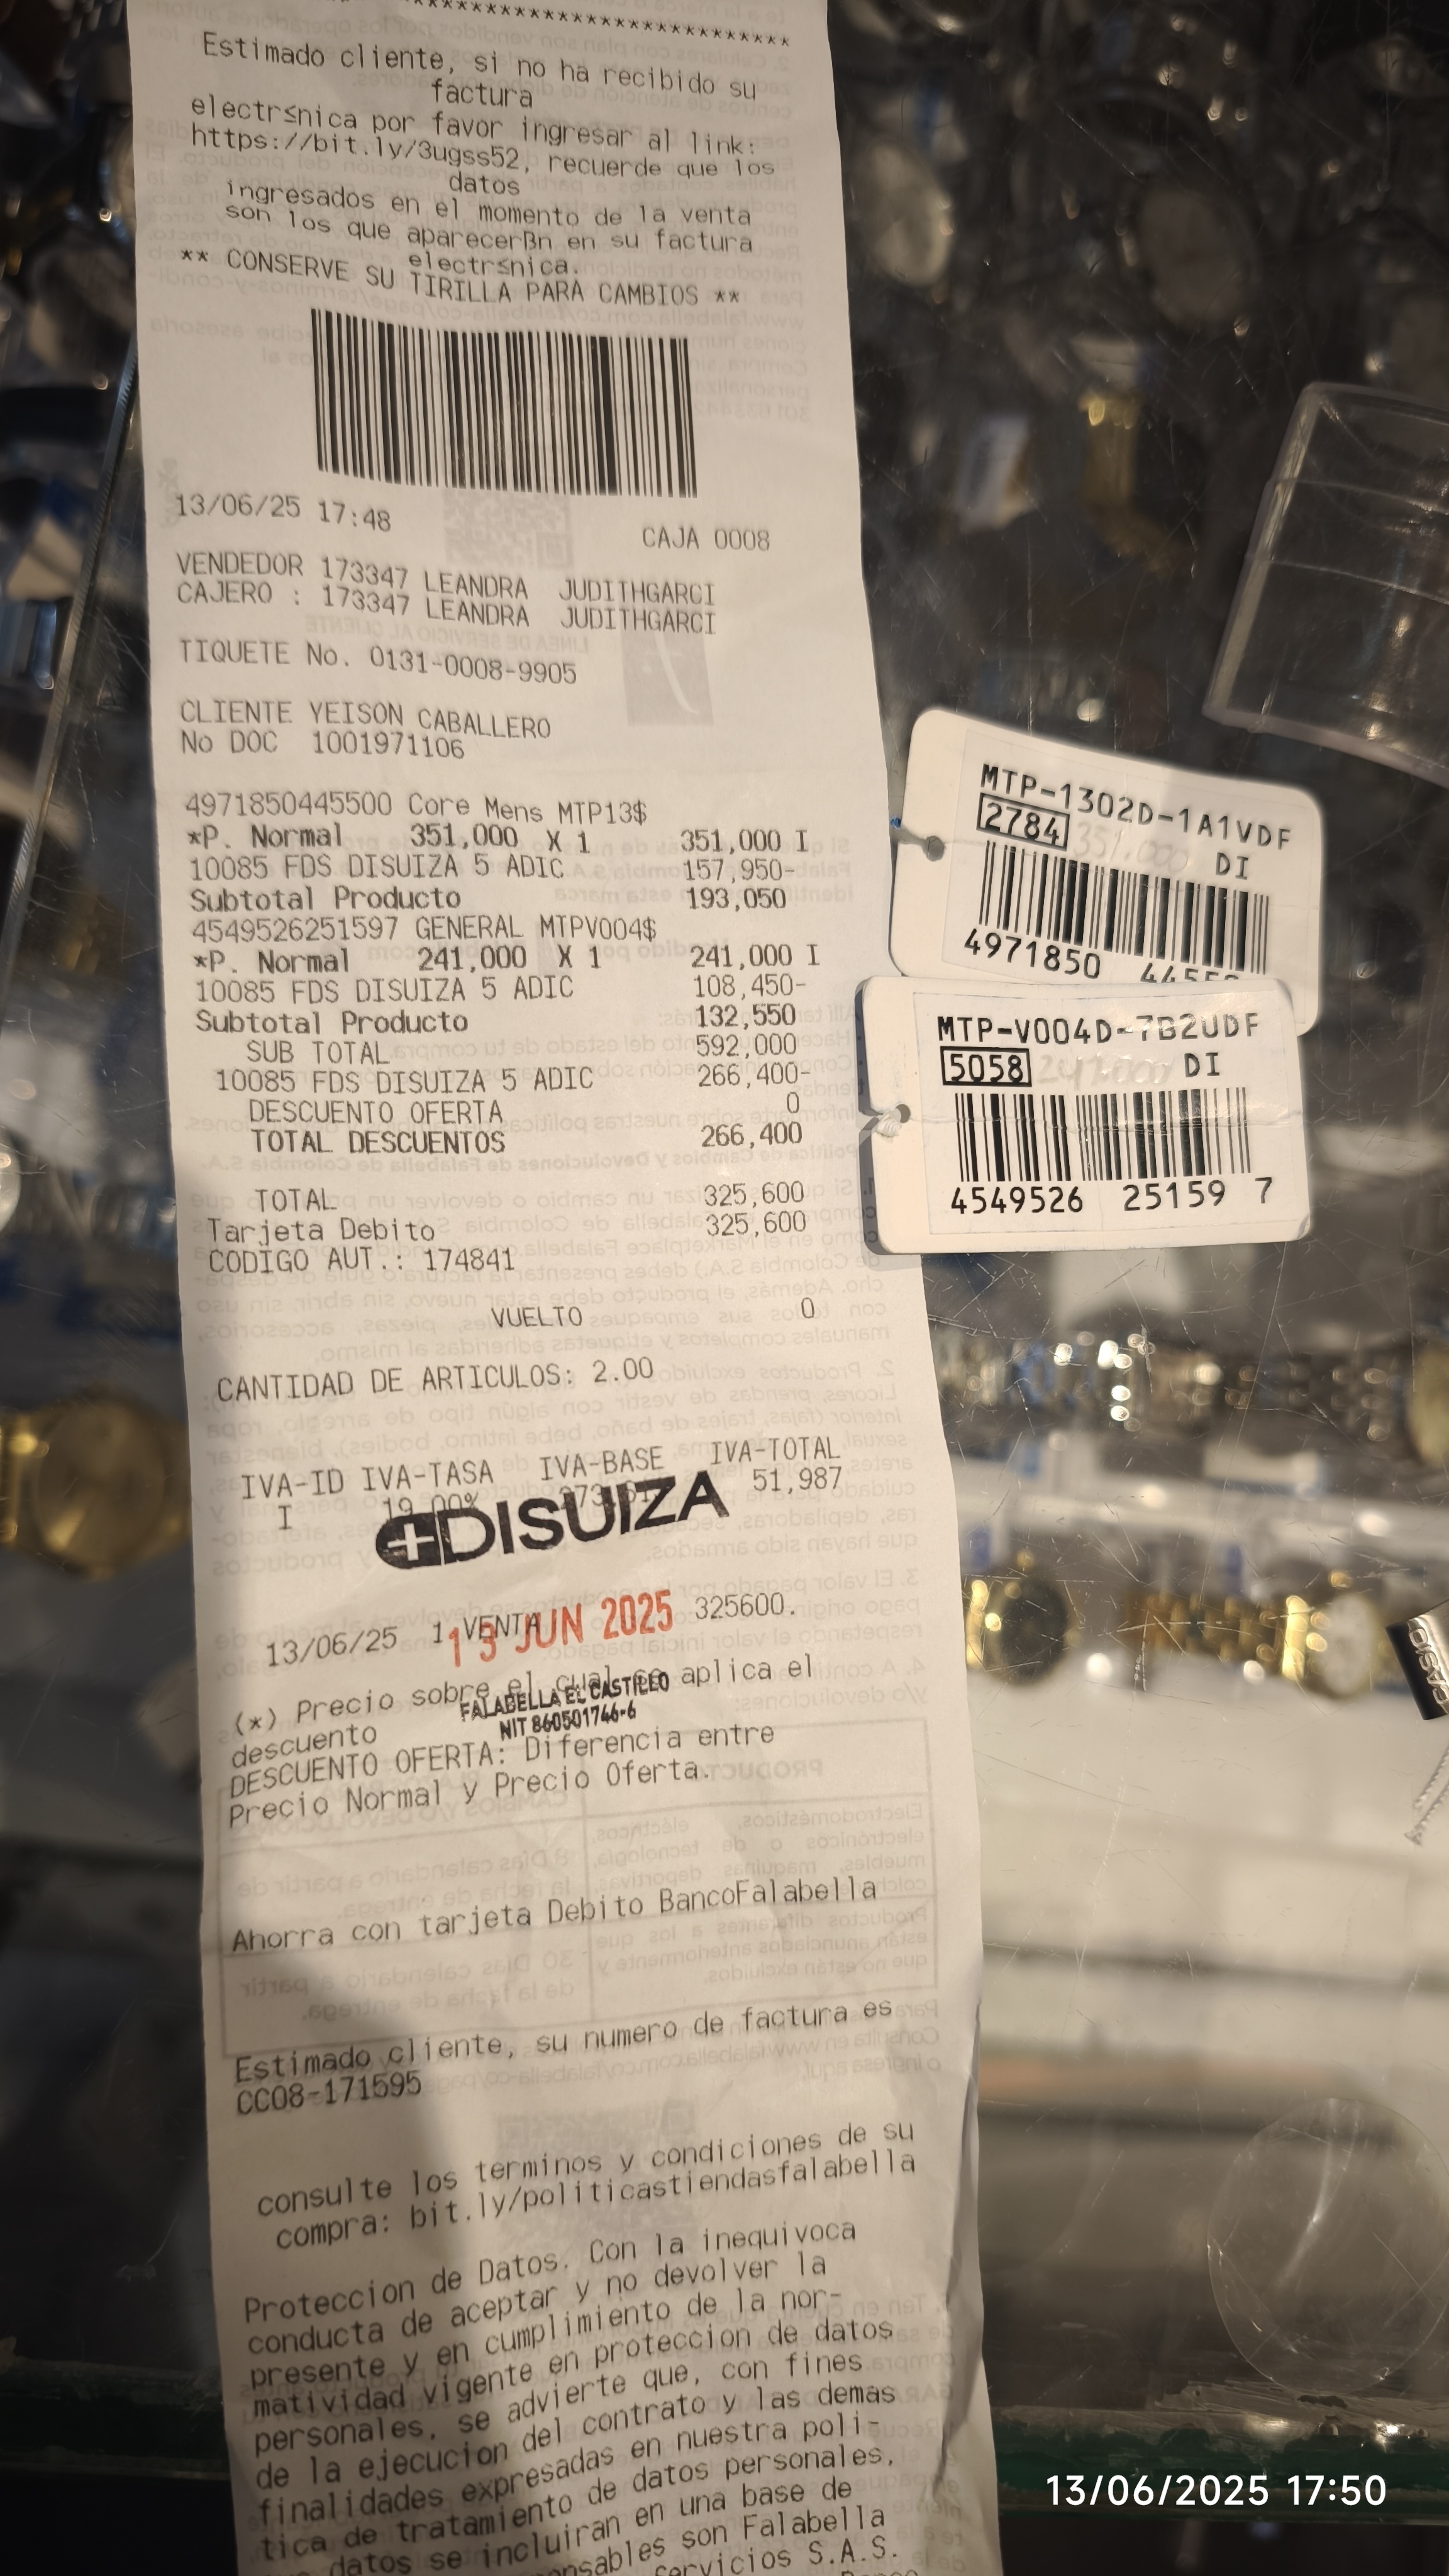 Estimado cliente, si no ha recibido su
factura
electr≤nica por favor ingresar al link:
https://bit.ly/3ugss52, recuerde que los
datos
ingresados en el momento de la venta
son los que aparecerßn en su factura
electr≤nica.
** CONSERVE SU TIRILLA PARA CAMBIOS **
13/06/25 17:48 CAJA 0008
VENDEDOR 173347 LEANDRA JUDITHGARCI
CAJERO : 173347 LEANDRA JUDITHGARCI
TIQUETE No. 0131-0008-9905
CLIENTE YEISON CABALLERO
No DOC 1001971106
4971850445500 Core Mens MTP13$
*P. Normal 351,000 X 1 351,000 I
10085 FDS DISUIZA 5 ADIC 157,950-
Subtotal Producto 193,050
4549526251597 GENERAL MTPV004$
*P. Normal 241,000 X 1 241,000 I
10085 FDS DISUIZA 5 ADIC 108,450-
Subtotal Producto 132,550
SUB TOTAL 592,000
10085 FDS DISUIZA 5 ADIC 266,400-
DESCUENTO OFERTA 0
TOTAL DESCUENTOS 266,400
TOTAL 325,600
Tarjeta Debito 325,600
CODIGO AUT.: 174841
VUELTO 0
CANTIDAD DE ARTICULOS: 2.00
IVA-ID IVA-TASA IVA-BASE IVA-TOTAL
I 19.00% 51,987
DISUIZA
13/06/25 1 VENTA 325600.
13 JUN 2025
(*) Precio sobre el cual se aplica el
descuento
FALABELLA EL CASTILLO
NIT 860501746-6
DESCUENTO OFERTA: Diferencia entre
Precio Normal y Precio Oferta.
Ahorra con tarjeta Debito BancoFalabella
Estimado cliente, su numero de factura es
CC08-171595
consulte los terminos y condiciones de su
compra: bit.ly/politicastiendasfalabella
Proteccion de Datos. Con la inequivoca
conducta de aceptar y no devolver la
presente y en cumplimiento de la nor-
matividad vigente en proteccion de datos
personales, se advierte que, con fines
de la ejecucion del contrato y las demas
finalidades expresadas en nuestra poli-
tica de tratamiento de datos personales,
datos se incluiran en una base de
son Falabella
S.A.S.
MTP-1302D-1A1VDF
2784 351.000 DI
4971850
MTP-V004D-7B2UDF
5058 DI
4549526 25159 7
CASIO
13/06/2025 17:50